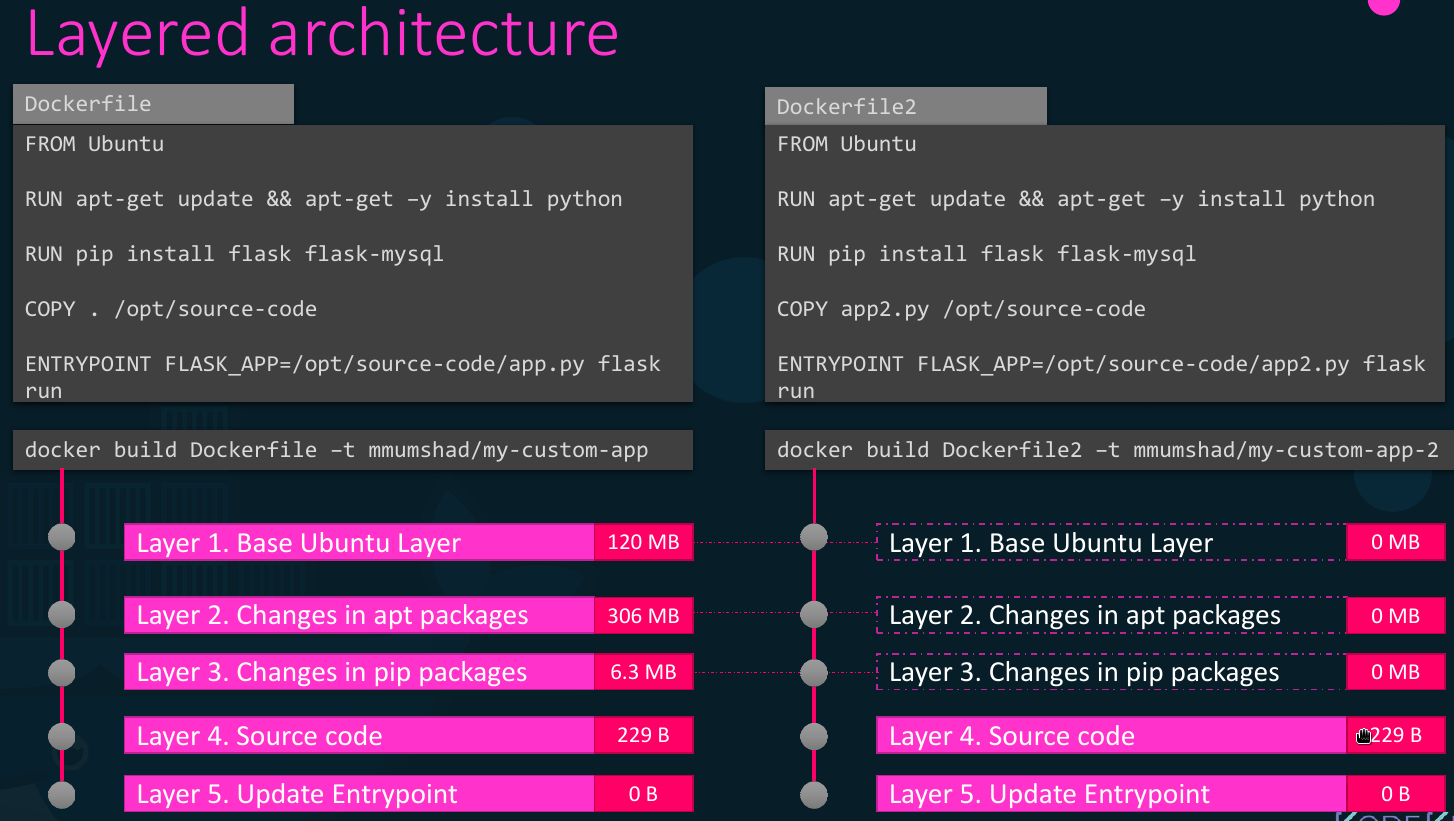 Layered architecture
Dockerfile
FROM Ubuntu
RUN apt-get update && apt-get –y install python
RUN pip install flask flask-mysql
COPY . /opt/source-code
ENTRYPOINT FLASK_APP=/opt/source-code/app.py flask
run
docker build Dockerfile –t mmumshad/my-custom-app
Layer 1. Base Ubuntu Layer 120 MB
Layer 2. Changes in apt packages 306 MB
Layer 3. Changes in pip packages 6.3 MB
Layer 4. Source code 229 B
Layer 5. Update Entrypoint 0 B
Dockerfile2
FROM Ubuntu
RUN apt-get update && apt-get –y install python
RUN pip install flask flask-mysql
COPY app2.py /opt/source-code
ENTRYPOINT FLASK_APP=/opt/source-code/app2.py flask
run
docker build Dockerfile2 –t mmumshad/my-custom-app-2
Layer 1. Base Ubuntu Layer 0 MB
Layer 2. Changes in apt packages 0 MB
Layer 3. Changes in pip packages 0 MB
Layer 4. Source code 229 B
Layer 5. Update Entrypoint 0 B